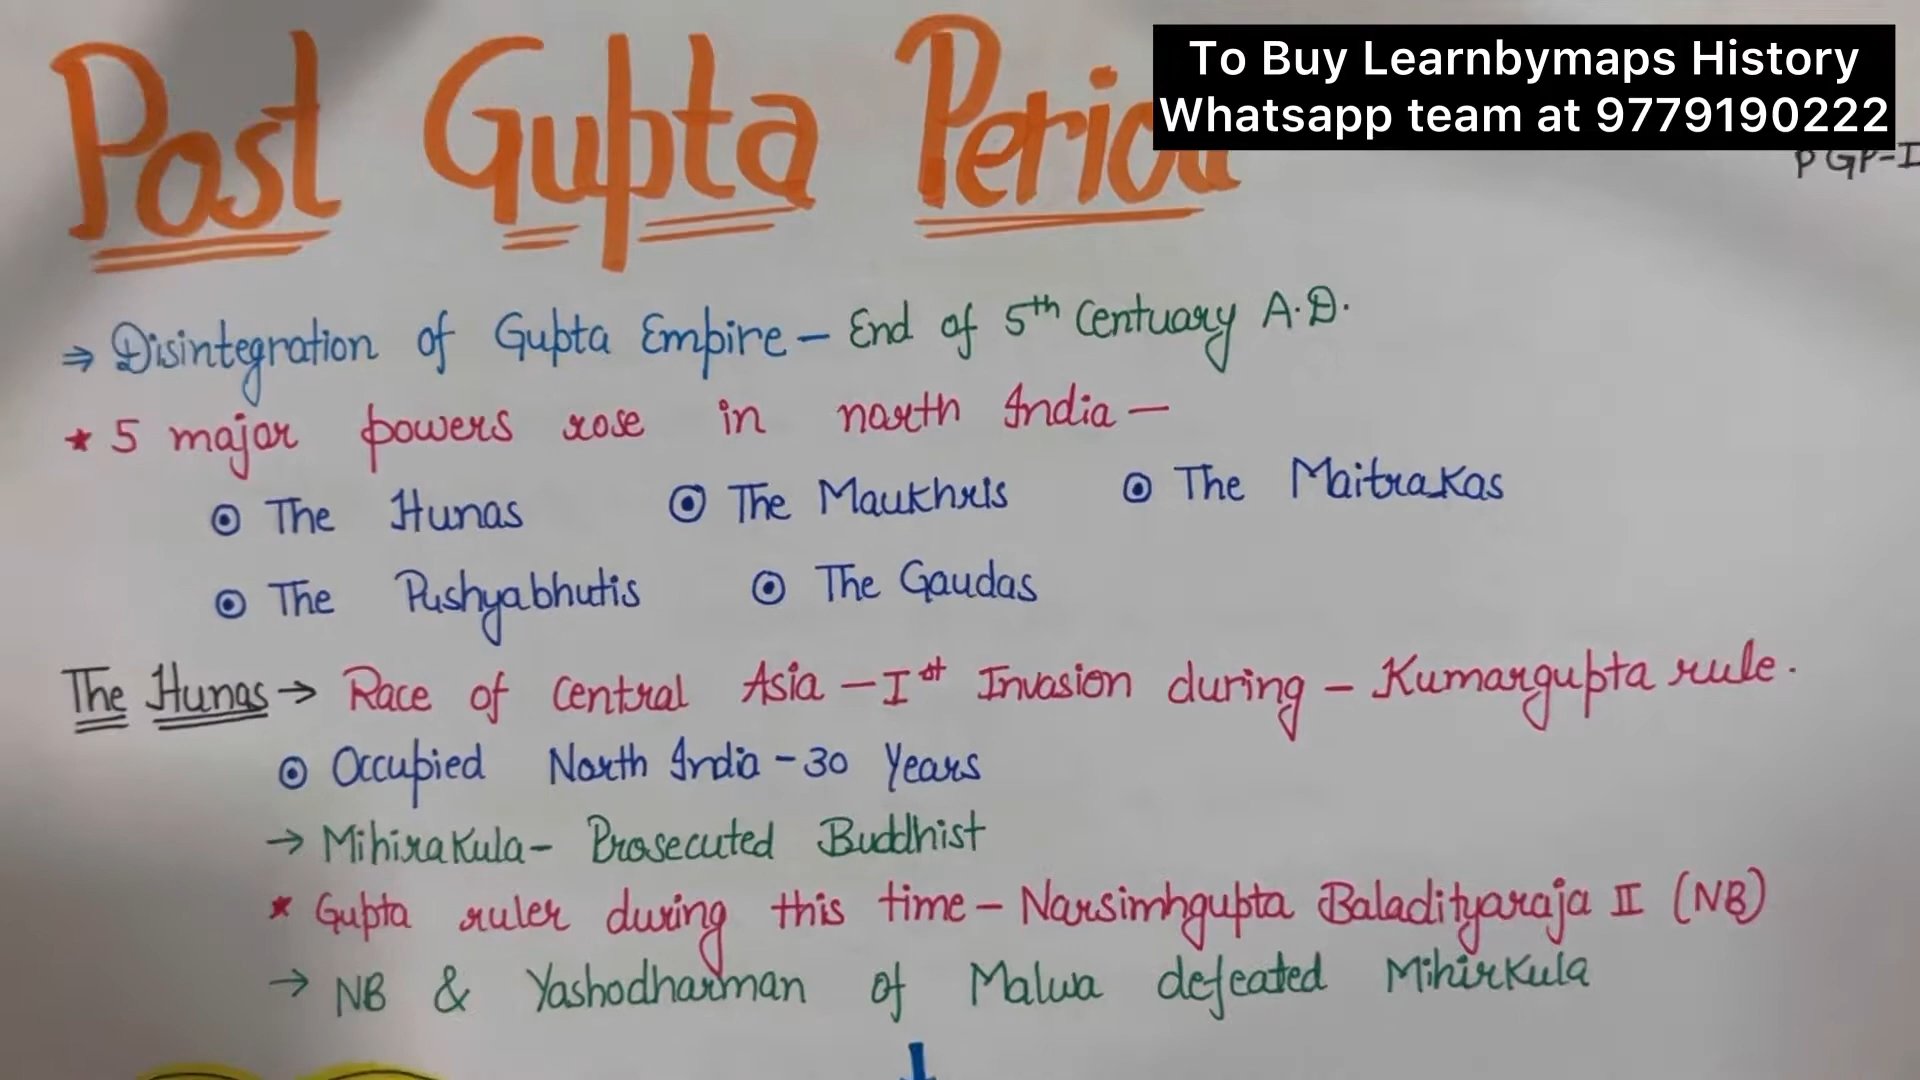 Post Gupta Period
To Buy Learnbymaps History
Whatsapp team at 9779190222
PGP-I
⇒ Disintegration of Gupta Empire – End of 5th Centuary A.D.
* 5 major powers rose in north India –
⊙ The Hunas ⊙ The Maukhris ⊙ The Maitrakas
⊙ The Pushyabhutis ⊙ The Gaudas
The Hunas → Race of Central Asia – Ist Invasion during – Kumargupta rule.
⊙ Occupied North India – 30 Years
→ Mihirakula – Prosecuted Buddhist
* Gupta ruler during this time – Narsimhgupta Baladityaraja II (NB)
→ NB & Yashodharman of Malwa defeated Mihirkula